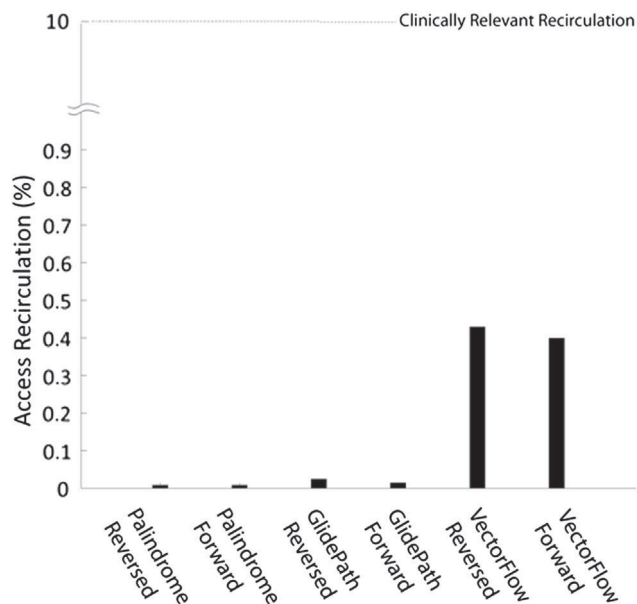 10
Clinically Relevant Recirculation
0.9
0.8
0.7
0.6
0.5
0.4
0.3
0.2
0.1
0
Access Recirculation (%)
Palindrome
Reversed
Palindrome
Forward
GlidePath
Reversed
GlidePath
Forward
VectorFlow
Reversed
VectorFlow
Forward